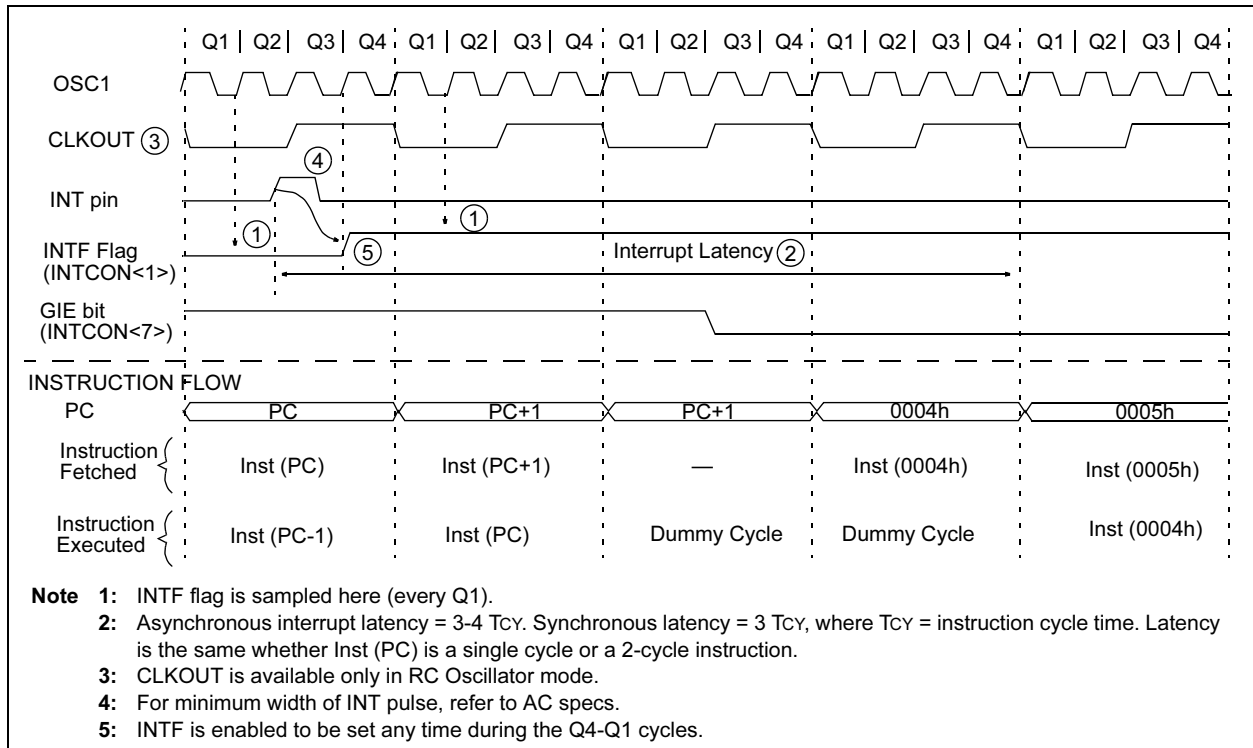 Q1 | Q2 | Q3 | Q4 Q1 | Q2 | Q3 | Q4 Q1 | Q2 | Q3 | Q4 Q1 | Q2 | Q3 | Q4 Q1 | Q2 | Q3 | Q4
OSC1
CLKOUT 3
4
INT pin
1 1
INTF Flag
(INTCON<1>)
5 Interrupt Latency 2
GIE bit
(INTCON<7>)
INSTRUCTION FLOW
PC PC PC+1 PC+1 0004h 0005h
Instruction
Fetched
Inst (PC) Inst (PC+1) — Inst (0004h) Inst (0005h)
Instruction
Executed
Inst (PC-1) Inst (PC) Dummy Cycle Dummy Cycle Inst (0004h)
Note 1: INTF flag is sampled here (every Q1).
2: Asynchronous interrupt latency = 3-4 TCY. Synchronous latency = 3 TCY, where TCY = instruction cycle time. Latency
is the same whether Inst (PC) is a single cycle or a 2-cycle instruction.
3: CLKOUT is available only in RC Oscillator mode.
4: For minimum width of INT pulse, refer to AC specs.
5: INTF is enabled to be set any time during the Q4-Q1 cycles.